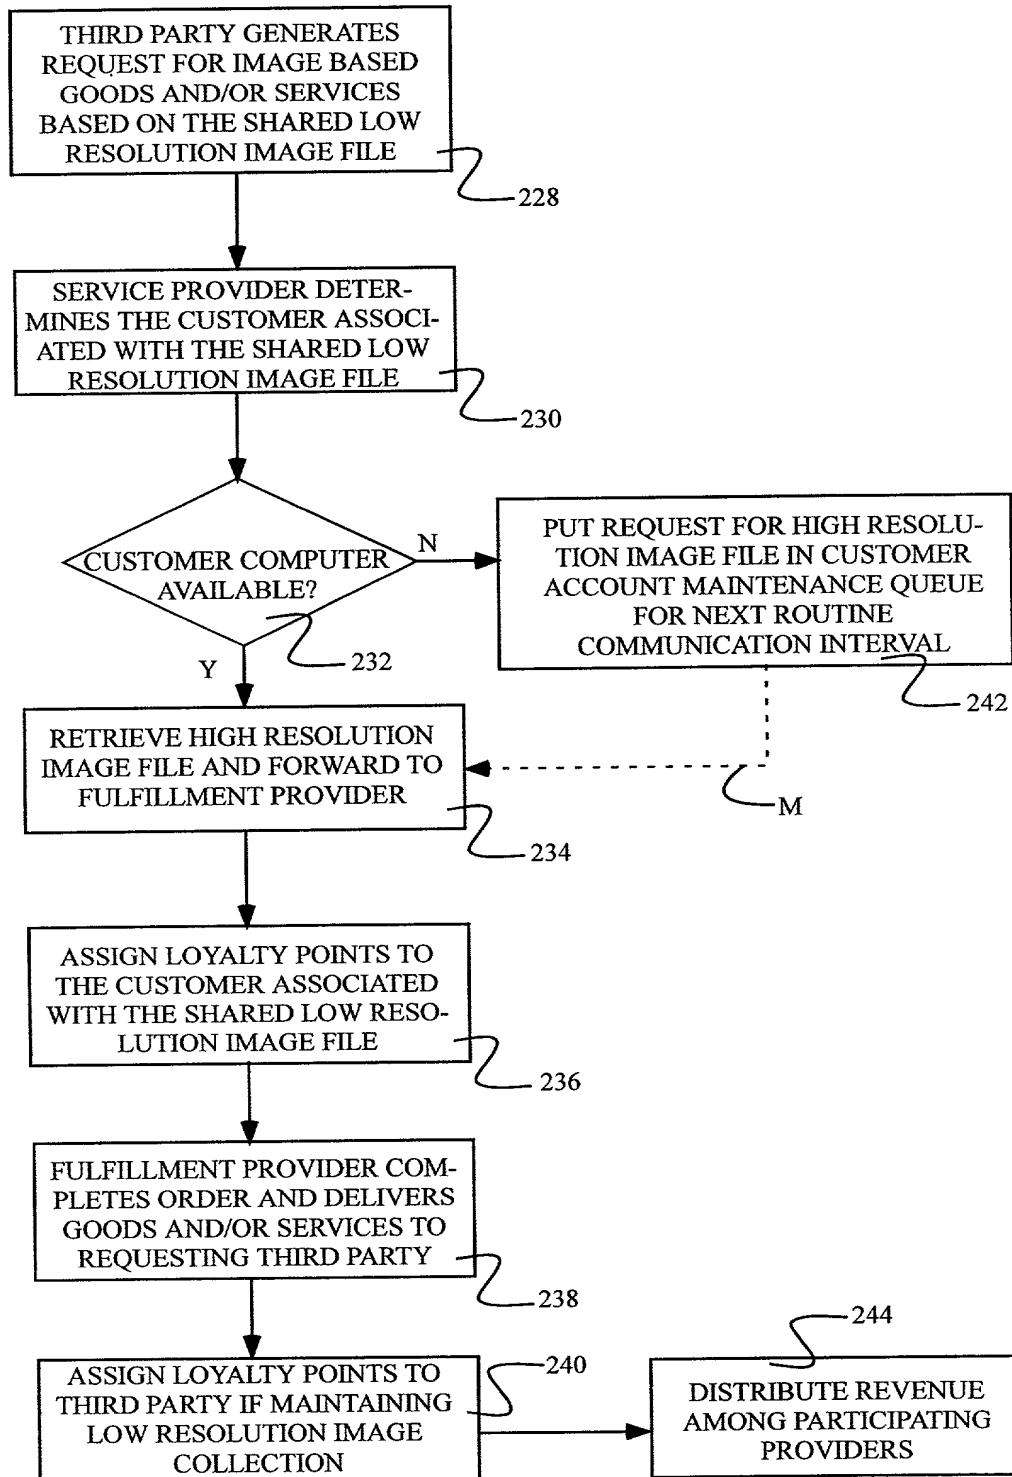 THIRD PARTY GENERATES
REQUEST FOR IMAGE BASED
GOODS AND/OR SERVICES
BASED ON THE SHARED LOW
RESOLUTION IMAGE FILE
228
SERVICE PROVIDER DETER-
MINES THE CUSTOMER ASSOCI-
ATED WITH THE SHARED LOW
RESOLUTION IMAGE FILE
230
CUSTOMER COMPUTER
AVAILABLE?
N
232
Y
PUT REQUEST FOR HIGH RESOLU-
TION IMAGE FILE IN CUSTOMER
ACCOUNT MAINTENANCE QUEUE
FOR NEXT ROUTINE
COMMUNICATION INTERVAL
242
RETRIEVE HIGH RESOLUTION
IMAGE FILE AND FORWARD TO
FULFILLMENT PROVIDER
M
234
ASSIGN LOYALTY POINTS TO
THE CUSTOMER ASSOCIATED
WITH THE SHARED LOW RESO-
LUTION IMAGE FILE
236
FULFILLMENT PROVIDER COM-
PLETES ORDER AND DELIVERS
GOODS AND/OR SERVICES TO
REQUESTING THIRD PARTY
238
ASSIGN LOYALTY POINTS TO
THIRD PARTY IF MAINTAINING
LOW RESOLUTION IMAGE
COLLECTION
240
244
DISTRIBUTE REVENUE
AMONG PARTICIPATING
PROVIDERS